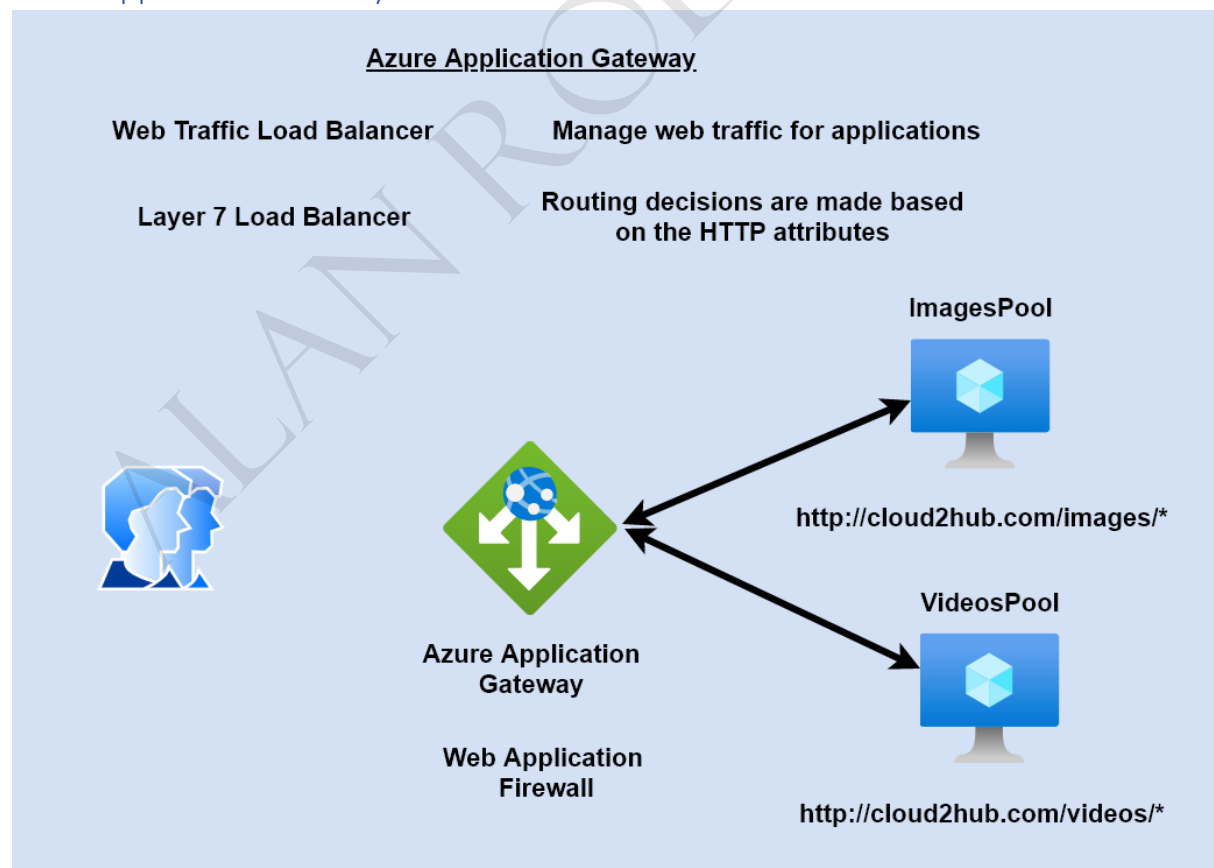 Azure Application Gateway
Web Traffic Load Balancer
Manage web traffic for applications
Layer 7 Load Balancer
Routing decisions are made based
on the HTTP attributes
ImagesPool
http://cloud2hub.com/images/*
VideosPool
Azure Application
Gateway
Web Application
Firewall
http://cloud2hub.com/videos/*
ALAN RO